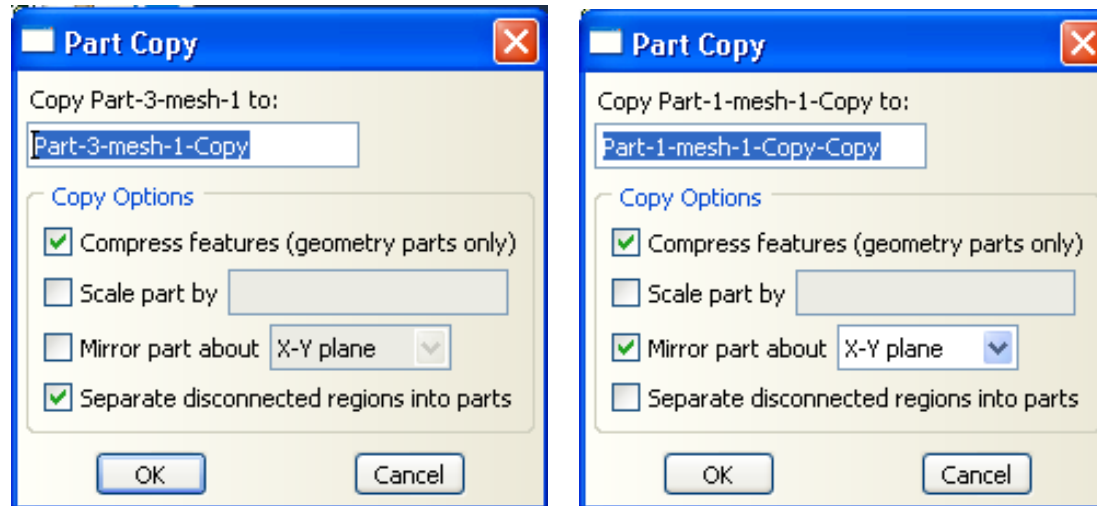 Part Copy
Copy Part-3-mesh-1 to:
Part-3-mesh-1-Copy
Copy Options
Compress features (geometry parts only)
Scale part by
Mirror part about X-Y plane
Separate disconnected regions into parts
OK Cancel
Part Copy
Copy Part-1-mesh-1-Copy to:
Part-1-mesh-1-Copy-Copy
Copy Options
Compress features (geometry parts only)
Scale part by
Mirror part about X-Y plane
Separate disconnected regions into parts
OK Cancel